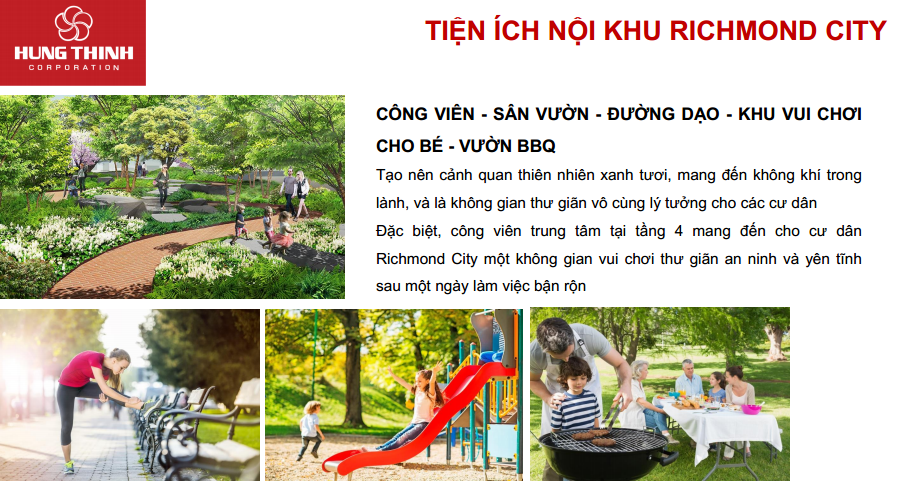 HUNG THINH
CORPORATION
TIỆN ÍCH NỘI KHU RICHMOND CITY
CÔNG VIÊN - SÂN VƯỜN - ĐƯỜNG DẠO - KHU VUI CHƠI
CHO BÉ - VƯỜN BBQ
Tạo nên cảnh quan thiên nhiên xanh tươi, mang đến không khí trong
lành, và là không gian thư giãn vô cùng lý tưởng cho các cư dân
Đặc biệt, công viên trung tâm tại tầng 4 mang đến cho cư dân
Richmond City một không gian vui chơi thư giãn an ninh và yên tĩnh
sau một ngày làm việc bận rộn